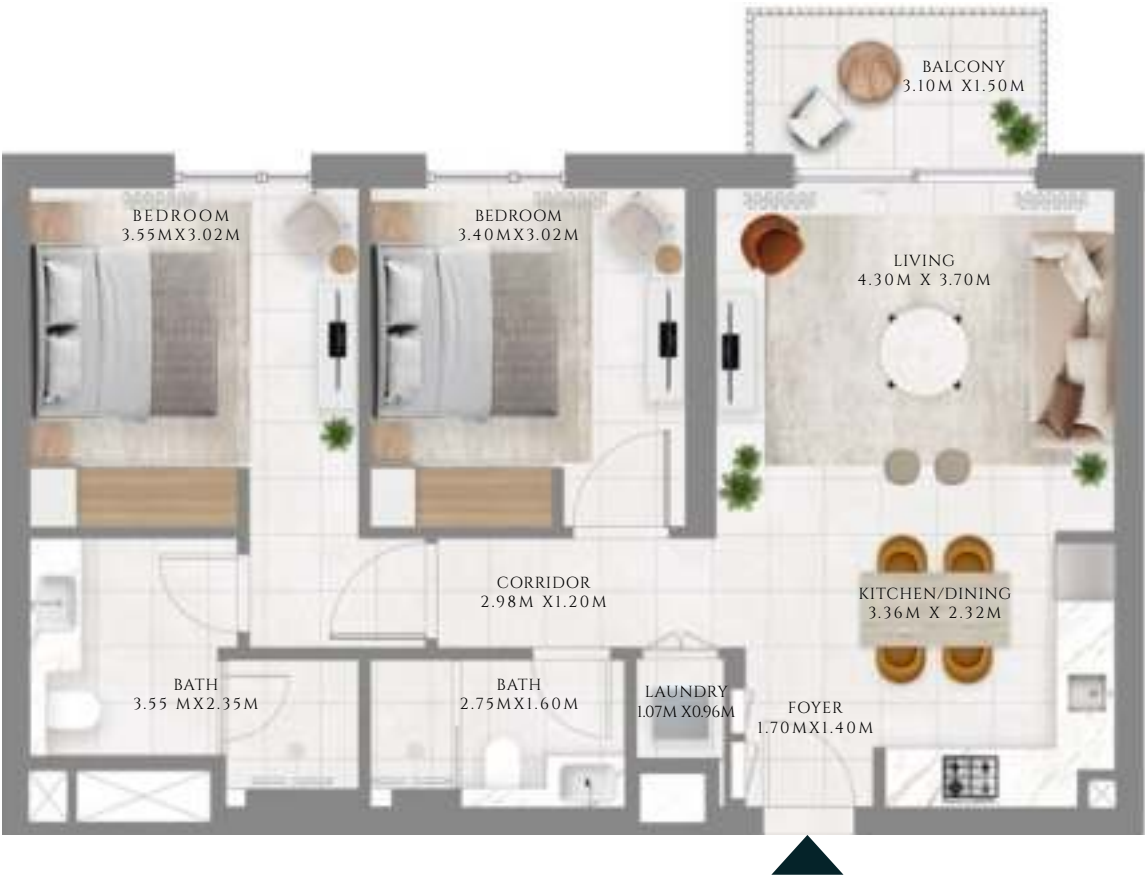 BALCONY
3.10M X1.50M
BEDROOM
3.55MX3.02M
BEDROOM
3.40MX3.02M
LIVING
4.30M X 3.70M
CORRIDOR
2.98M X1.20M
KITCHEN/DINING
3.36M X 2.32M
BATH
3.55 MX2.35M
BATH
2.75MX1.60M
LAUNDRY
1.07M X0.96M
FOYER
1.70MX1.40M